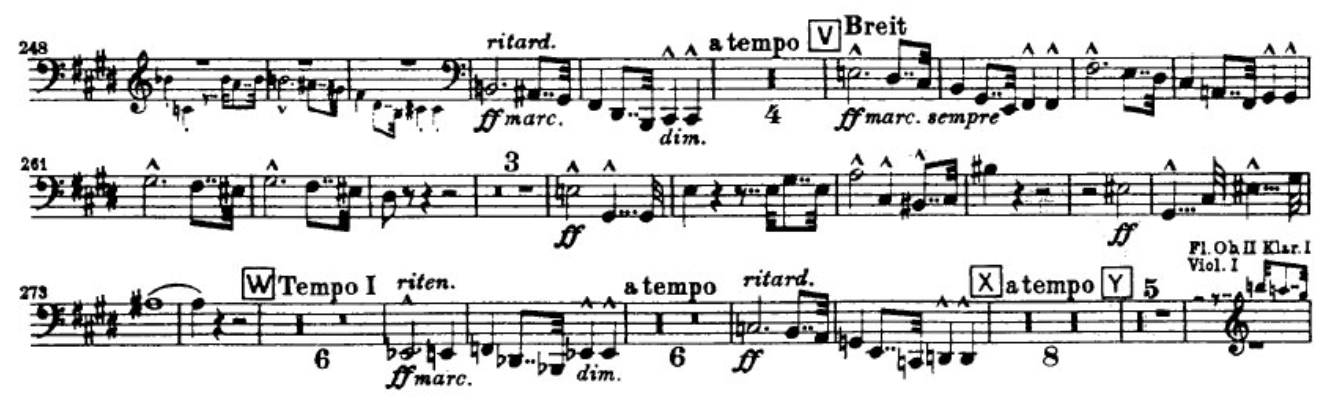 248 ritard. a tempo V Breit
ff marc. dim. 4 ff marc. sempre
261 3
ff ff
Fl. Ob. II Klar. I
Viol. I
273 W Tempo I riten. a tempo ritard. X a tempo Y 5
6 ff marc. dim. 6 ff 8